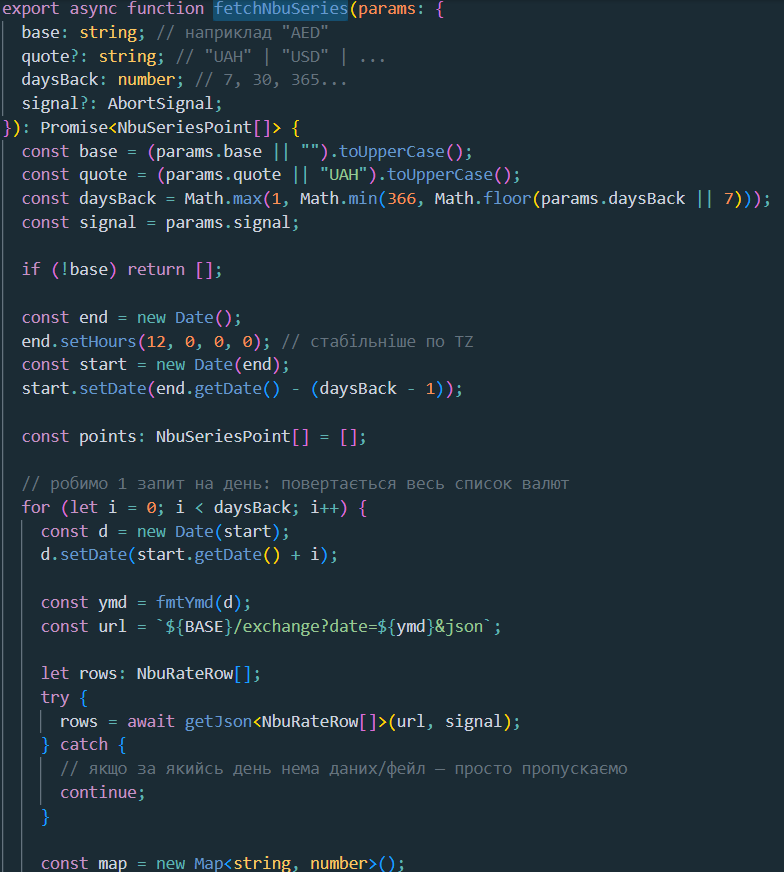 export async function fetchNbuSeries(params: {
  base: string; // наприклад "AED"
  quote?: string; // "UAH" | "USD" | ...
  daysBack: number; // 7, 30, 365...
  signal?: AbortSignal;
}): Promise<NbuSeriesPoint[]> {
  const base = (params.base || "").toUpperCase();
  const quote = (params.quote || "UAH").toUpperCase();
  const daysBack = Math.max(1, Math.min(366, Math.floor(params.daysBack || 7)));
  const signal = params.signal;

  if (!base) return [];

  const end = new Date();
  end.setHours(12, 0, 0, 0); // стабільніше по TZ
  const start = new Date(end);
  start.setDate(end.getDate() - (daysBack - 1));

  const points: NbuSeriesPoint[] = [];

  // робимо 1 запит на день: повертається весь список валют
  for (let i = 0; i < daysBack; i++) {
    const d = new Date(start);
    d.setDate(start.getDate() + i);

    const ymd = fmtYmd(d);
    const url = `${BASE}/exchange?date=${ymd}&json`;

    let rows: NbuRateRow[];
    try {
      rows = await getJson<NbuRateRow[]>(url, signal);
    } catch {
      // якщо за якийсь день нема даних/фейл — просто пропускаємо
      continue;
    }

    const map = new Map<string, number>();